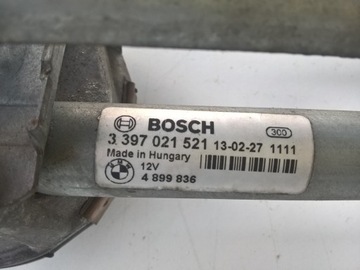 BOSCH 300
3 397 021 521 13-02-27 1111
Made in Hungary
12V
4 899 836